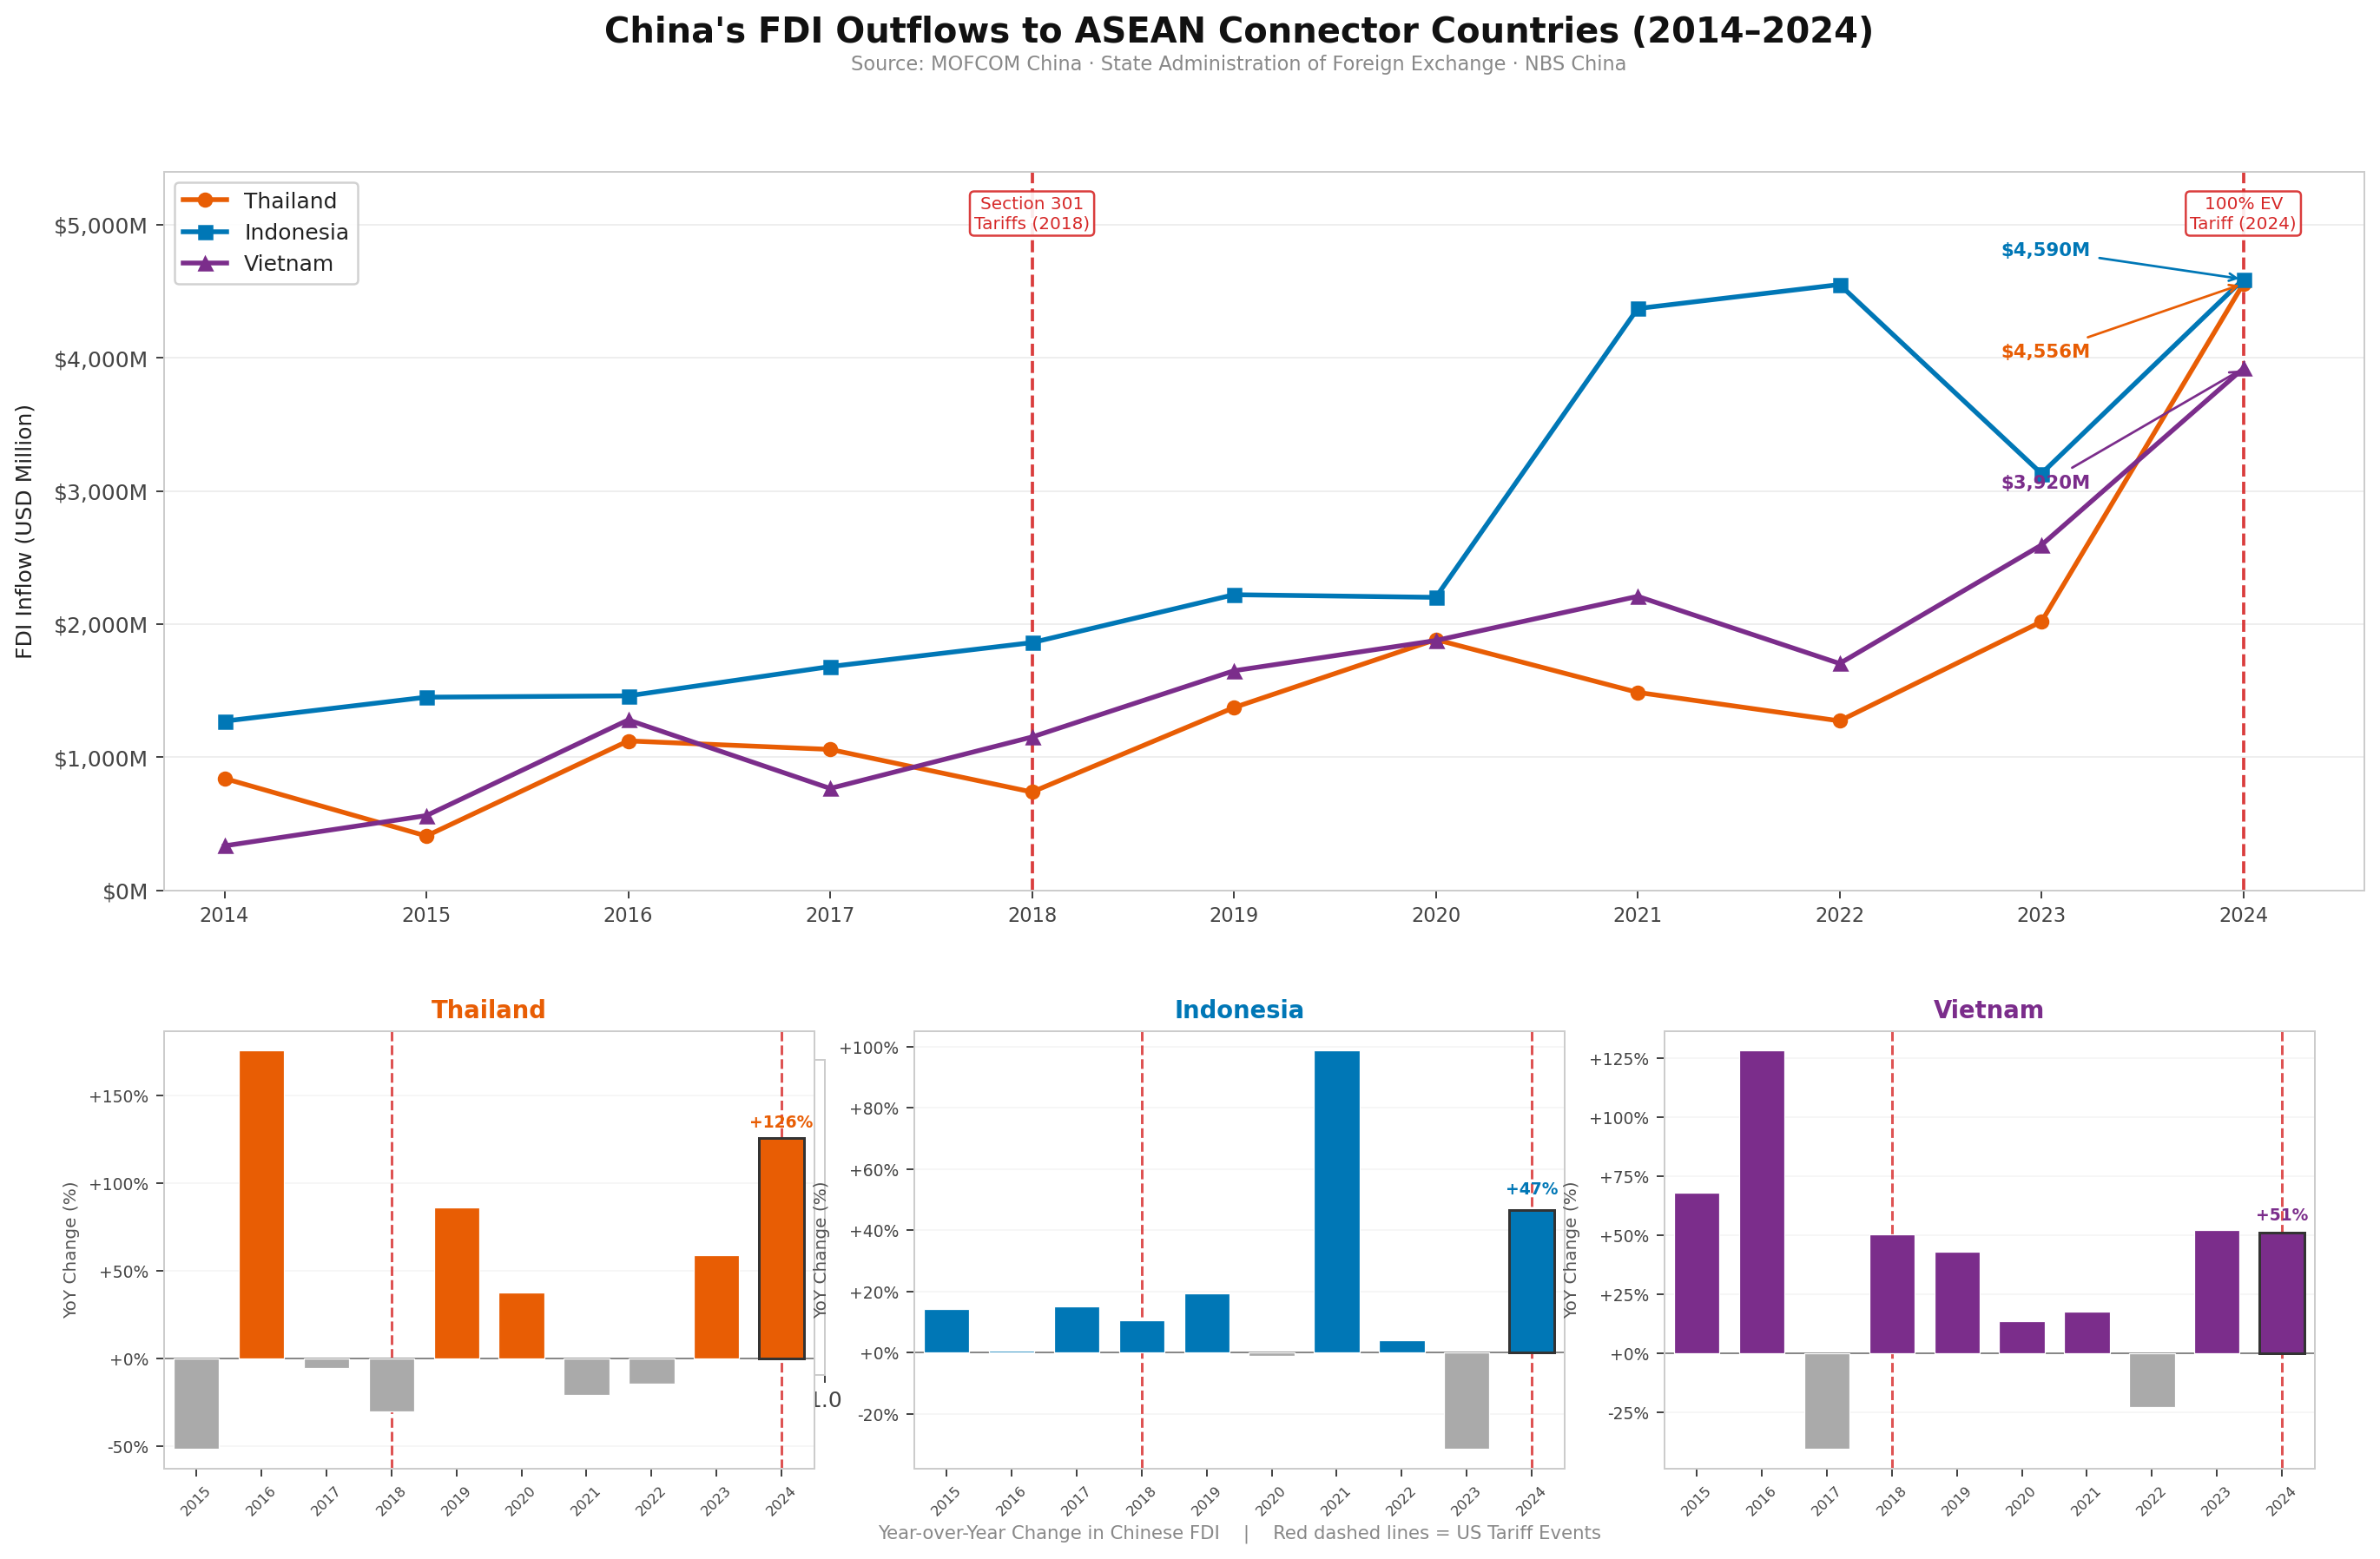 China's FDI Outflows to ASEAN Connector Countries (2014–2024)
Source: MOFCOM China · State Administration of Foreign Exchange · NBS China
Thailand
Indonesia
Vietnam
Section 301
Tariffs (2018)
100% EV
Tariff (2024)
$4,590M
$4,556M
$3,920M
FDI Inflow (USD Million)
$5,000M
$4,000M
$3,000M
$2,000M
$1,000M
$0M
2014 2015 2016 2017 2018 2019 2020 2021 2022 2023 2024
Thailand
YoY Change (%)
+150%
+100%
+50%
+0%
-50%
+126%
2015 2016 2017 2018 2019 2020 2021 2022 2023 2024
1.0
Indonesia
YoY Change (%)
+100%
+80%
+60%
+40%
+20%
+0%
-20%
+47%
2015 2016 2017 2018 2019 2020 2021 2022 2023 2024
Vietnam
YoY Change (%)
+125%
+100%
+75%
+50%
+25%
+0%
-25%
+51%
2015 2016 2017 2018 2019 2020 2021 2022 2023 2024
Year-over-Year Change in Chinese FDI | Red dashed lines = US Tariff Events